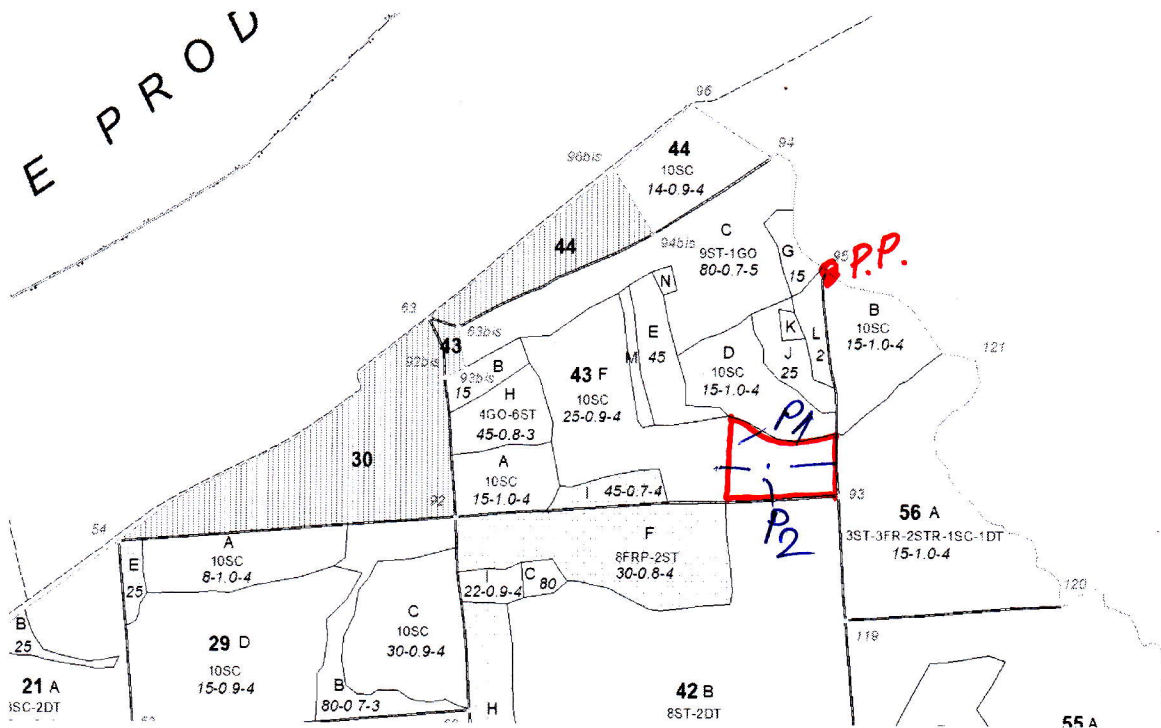 E PROD
96
96bis
44
10SC
14-0.9-4
94
44
94bis
C
9ST-1GO
80-0.7-5
G
15
95
P.P.
63
63bis
43
92bis
93bis
B
15
N
E
45
M
K
L
2
J
25
B
10SC
15-1.0-4
121
D
10SC
15-1.0-4
43 F
10SC
25-0.9-4
H
4GO-6ST
45-0.8-3
P1
30
A
10SC
15-1.0-4
I 45-0.7-4
92
93
54
P2
56 A
3ST-3FR-2STR-1SC-1DT
15-1.0-4
A
10SC
8-1.0-4
E
25
F
8FRP-2ST
30-0.8-4
I
22-0.9-4
C
80
120
B
25
C
10SC
30-0.9-4
29 D
10SC
15-0.9-4
119
21 A
SC-2DT
B
80-0.7-3
H
42 B
8ST-2DT
55 A